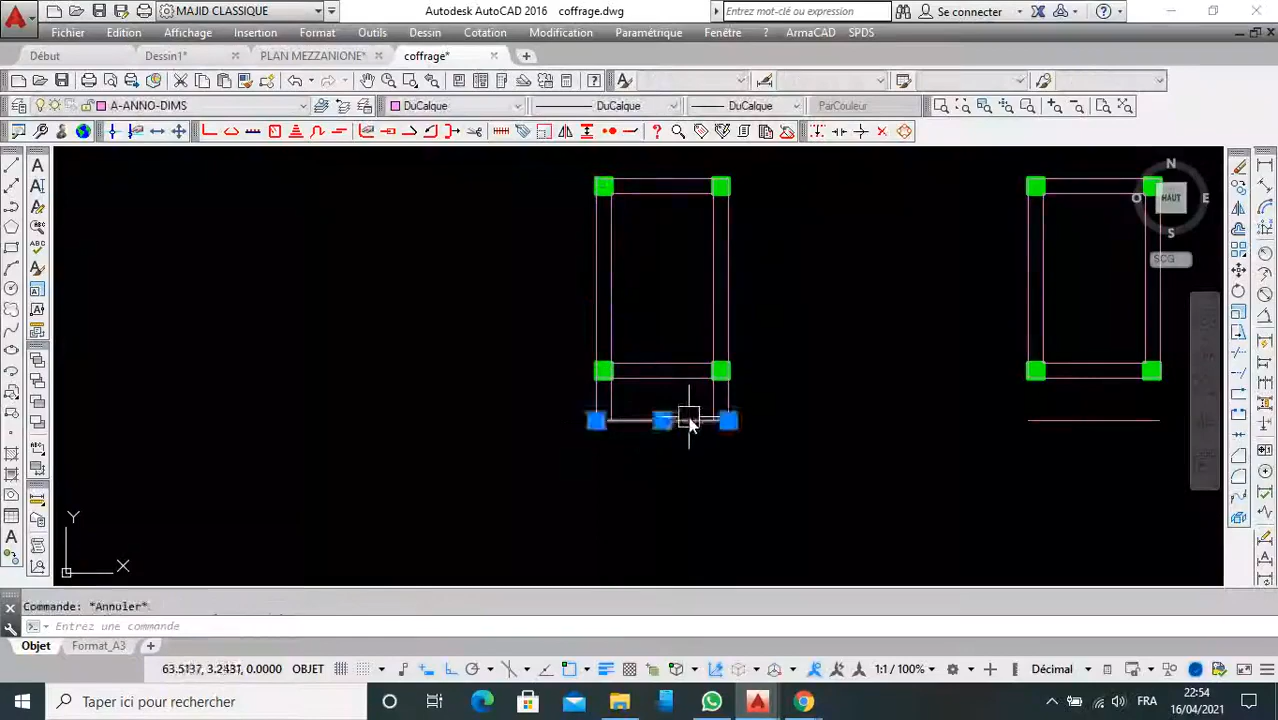 MAJID CLASSIQUE
Autodesk AutoCAD 2016 coffrage.dwg
Entrez mot-clé ou expression
Se connecter
Fichier Edition Affichage Insertion Format Outils Dessin Cotation Modification Paramétrique Fenêtre ? ArmaCAD SPDS
Début Dessin1* PLAN MEZZANIONE* coffrage*
A-ANNO-DIMS
DuCalque
DuCalque
DuCalque
ParCouleur
N
O HAUT E
S
SCG
Y
X
Commande: *Annuler*
Entrez une commande
Objet Format_A3
63.5137, 3.2431, 0.0000 OBJET 1:1 / 100% Décimal
Taper ici pour rechercher
FRA
22:54
16/04/2021